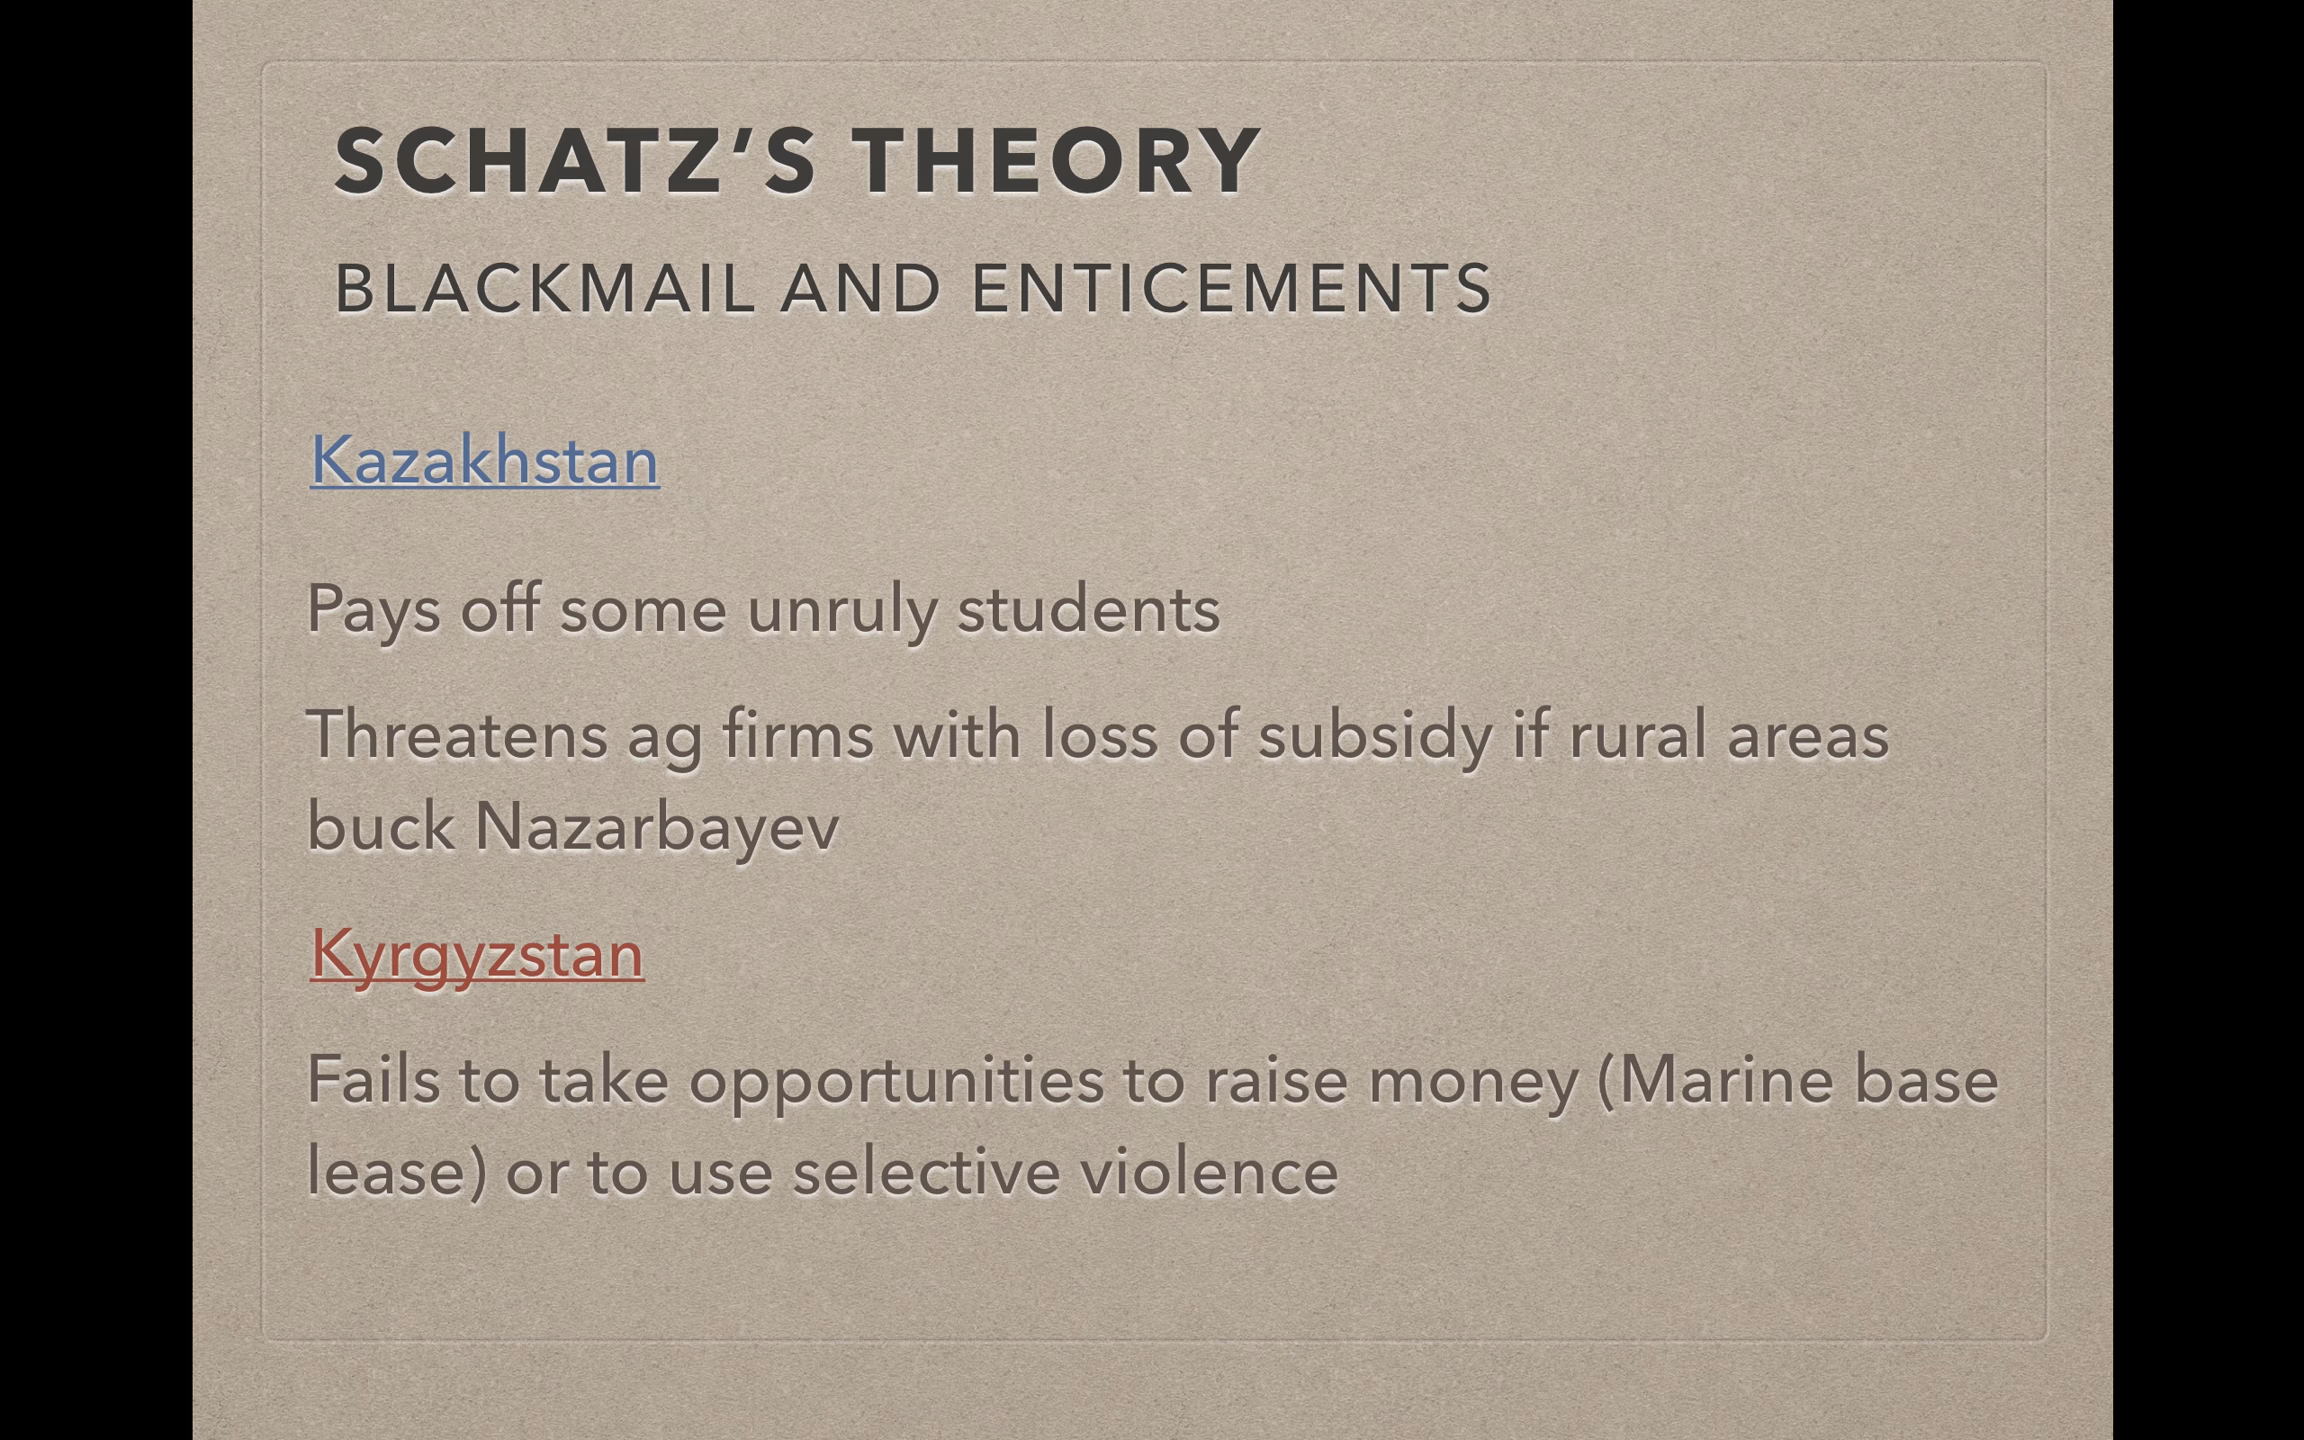 SCHATZ’S THEORY
BLACKMAIL AND ENTICEMENTS
Kazakhstan
Pays off some unruly students
Threatens ag firms with loss of subsidy if rural areas
buck Nazarbayev
Kyrgyzstan
Fails to take opportunities to raise money (Marine base
lease) or to use selective violence